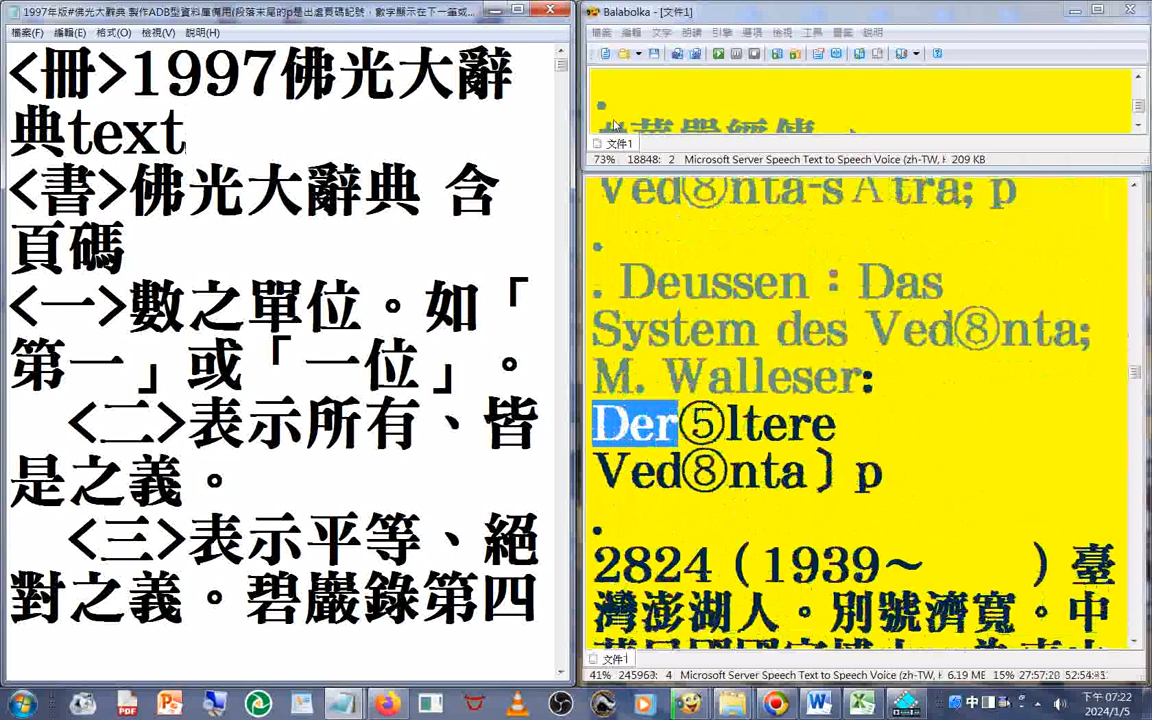 1997年版#佛光大辭典 製作ADB型資料庫備用(段落末尾的p是出處頁碼記號，數字顯示在下一筆或...
檔案(F) 編輯(E) 格式(O) 檢視(V) 說明(H)
<冊>1997佛光大辭
典text
<書>佛光大辭典 含
頁碼
<一>數之單位。如「
第一」或「一位」。
<二>表示所有、皆
是之義。
<三>表示平等、絕
對之義。碧巖錄第四
Balabolka - [文件1]
檔案 編輯 文字 朗讀 引擎 選項 檢視 工具 書籤 說明
文件1
73% 18848: 2 Microsoft Server Speech Text to Speech Voice (zh-TW, H 209 KB
Ved⑧nta-sAtra; p
.
. Deussen：Das
System des Ved⑧nta;
M. Walleser:
Der⑤ltere
Ved⑧nta〕p
.
2824（1939～ ）臺
灣澎湖人。別號濟寬。中
文件1
41% 245963: 4 Microsoft Server Speech Text to Speech Voice (zh-TW, H 6.19 ME 15% 27:57:20 52:54:31
中
下午 07:22
2024/1/5